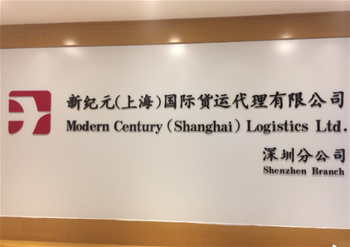 新纪元(上海)国际货运代理有限公司
Modern Century (Shanghai) Logistics Ltd.
深圳分公司
Shenzhen Branch